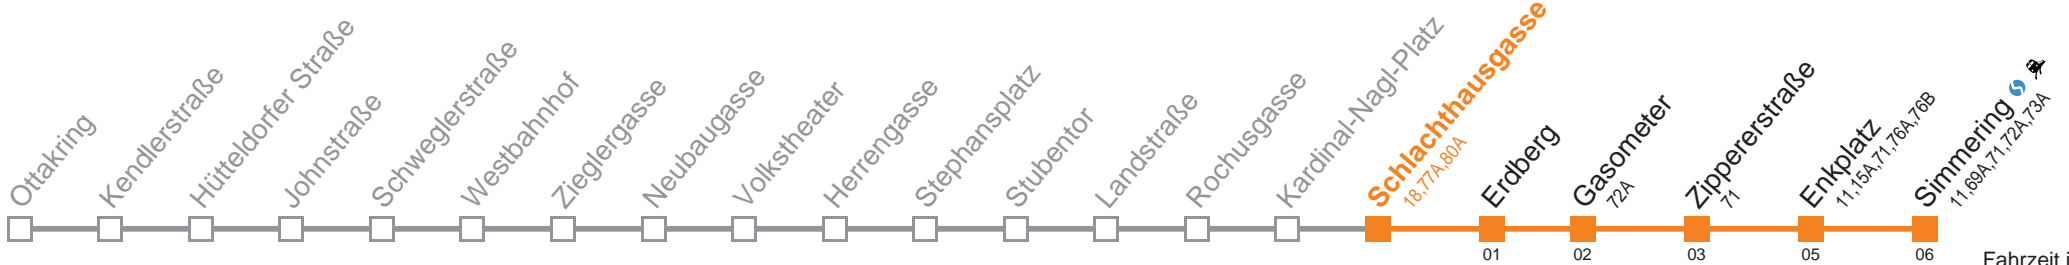 Ottakring
Kendlerstraße
Hütteldorfer Straße
Johnstraße
Schweglerstraße
Westbahnhof
Zieglergasse
Neubaugasse
Volkstheater
Herrengasse
Stephansplatz
Stubentor
Landstraße
Rochusgasse
Kardinal-Nagl-Platz
Schlachthausgasse
18,77A,80A
Erdberg
Gasometer
72A
Zippererstraße
71
Enkplatz
11,15A,71,76A,76B
Simmering
11,69A,71,72A,73A
01
02
03
05
06
Fahrzeit i